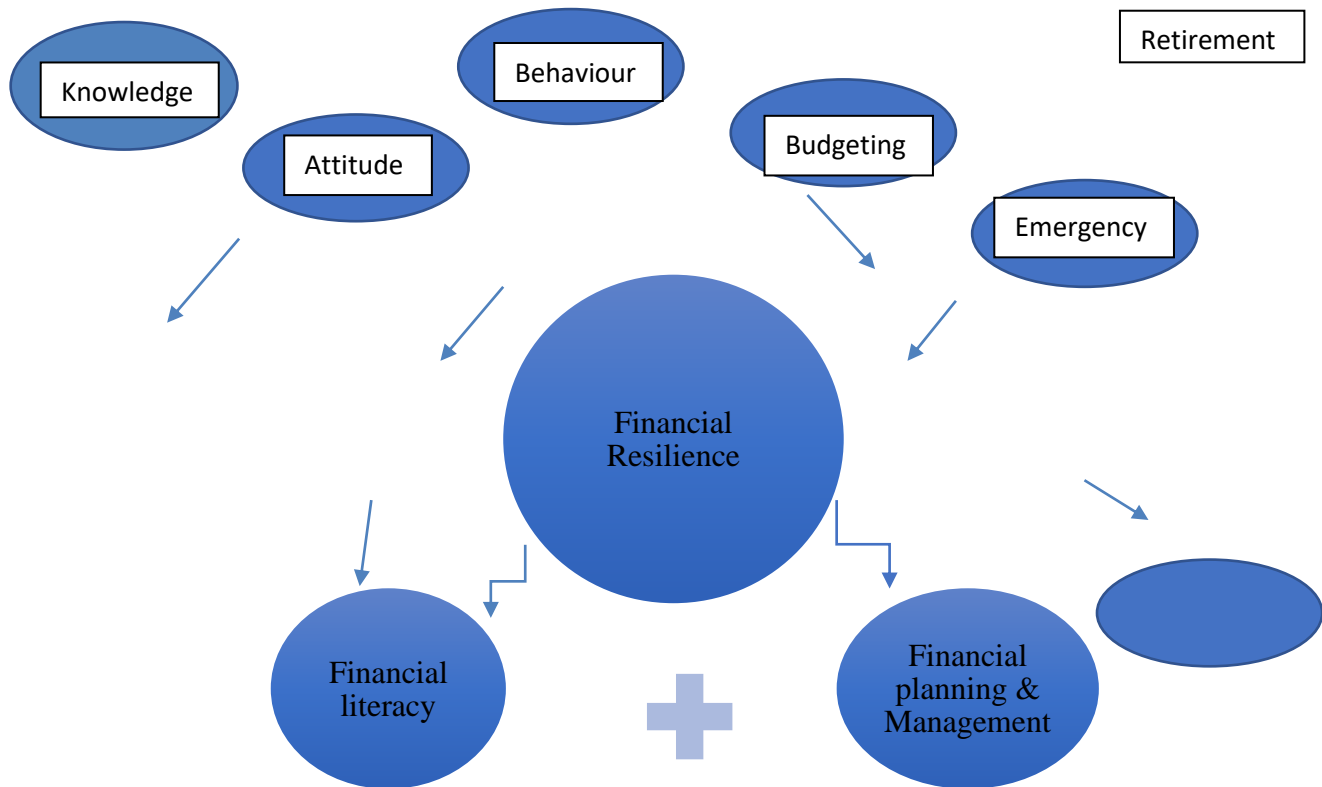 Retirement
Behaviour
Knowledge
Budgeting
Attitude
Emergency
Financial
Resilience
Financial
literacy
Financial
planning &
Management